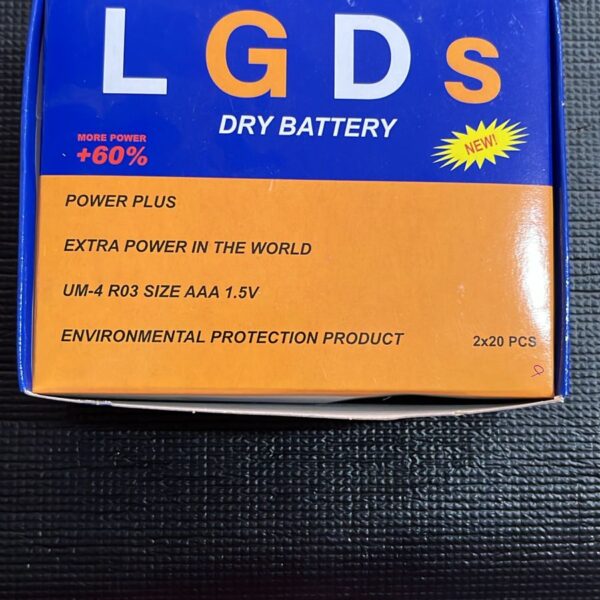 LGDs
DRY BATTERY
MORE POWER
+60%
NEW!
POWER PLUS
EXTRA POWER IN THE WORLD
UM-4 R03 SIZE AAA 1.5V
ENVIRONMENTAL PROTECTION PRODUCT
2x20 PCS